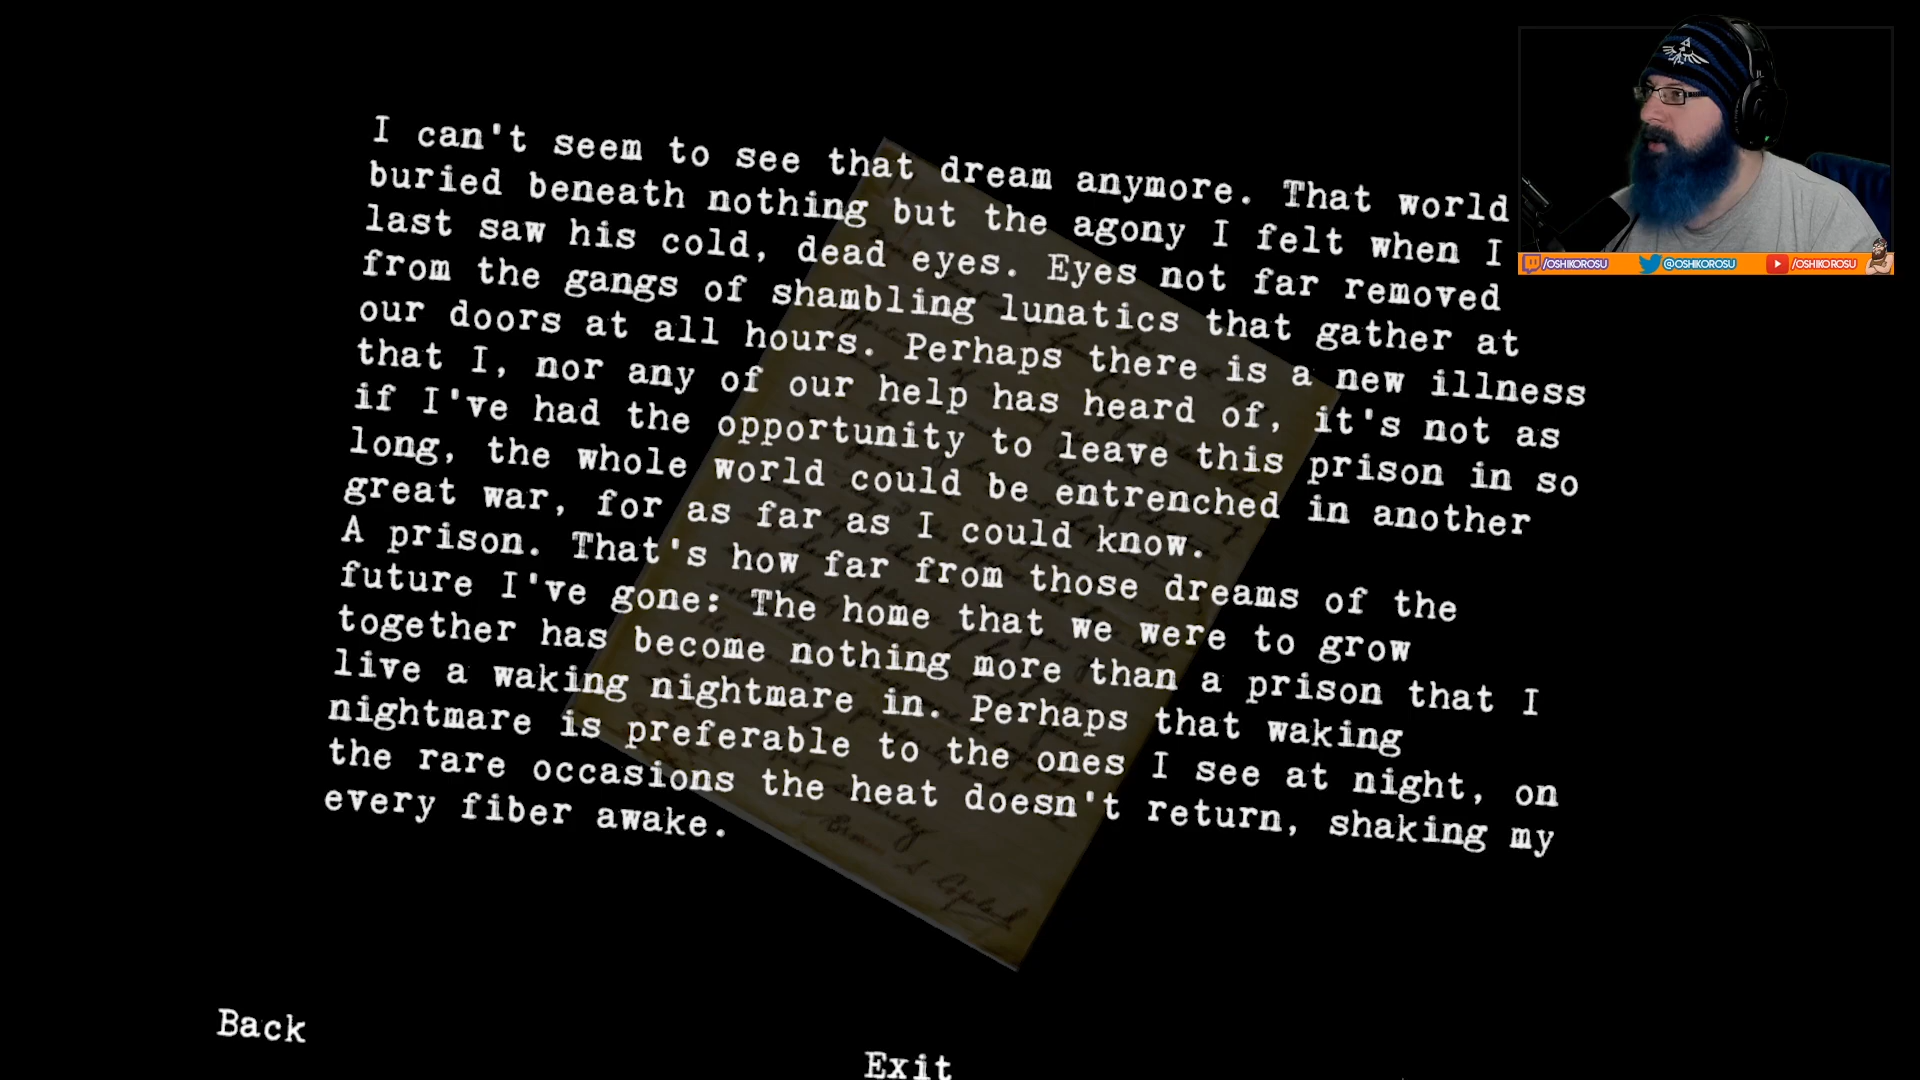 I can't seem to see that dream anymore. That world
buried beneath nothing but the agony I felt when I
last saw his cold, dead eyes. Eyes not far removed
from the gangs of shambling lunatics that gather at
our doors at all hours. Perhaps there is a new illness
that I, nor any of our help has heard of, it's not as
if I've had the opportunity to leave this prison in so
long, the whole world could be entrenched in another
great war, for as far as I could know.
A prison. That's how far from those dreams of the
future I've gone: The home that we were to grow
together has become nothing more than a prison that I
live a waking nightmare in. Perhaps that waking
nightmare is preferable to the ones I see at night, on
the rare occasions the heat doesn't return, shaking my
every fiber awake.
Back
Exit
/OSHIKOROSU
@OSHIKOROSU
/OSHIKOROSU